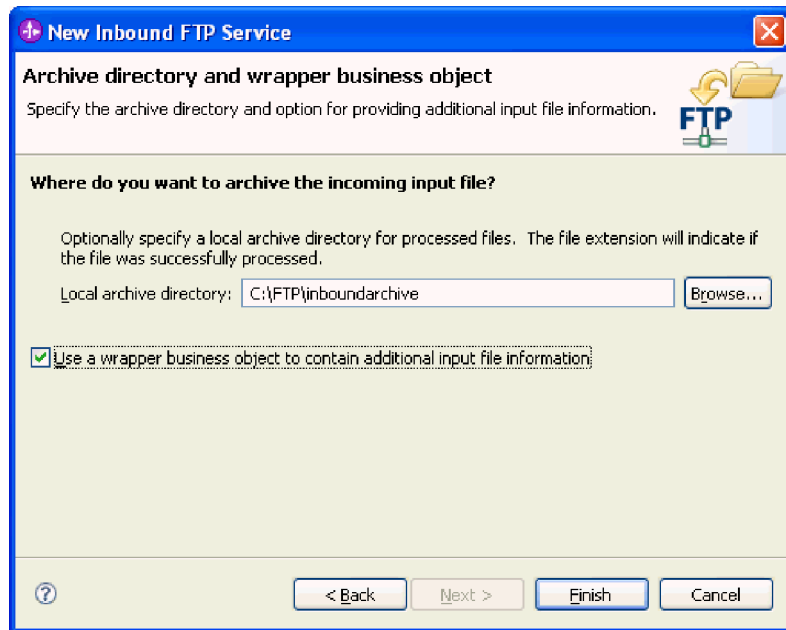 New Inbound FTP Service
Archive directory and wrapper business object
Specify the archive directory and option for providing additional input file information.
FTP
Where do you want to archive the incoming input file?
Optionally specify a local archive directory for processed files. The file extension will indicate if
the file was successfully processed.
Local archive directory: C:\FTP\inboundarchive Browse...
Use a wrapper business object to contain additional input file information
? < Back Next > Finish Cancel